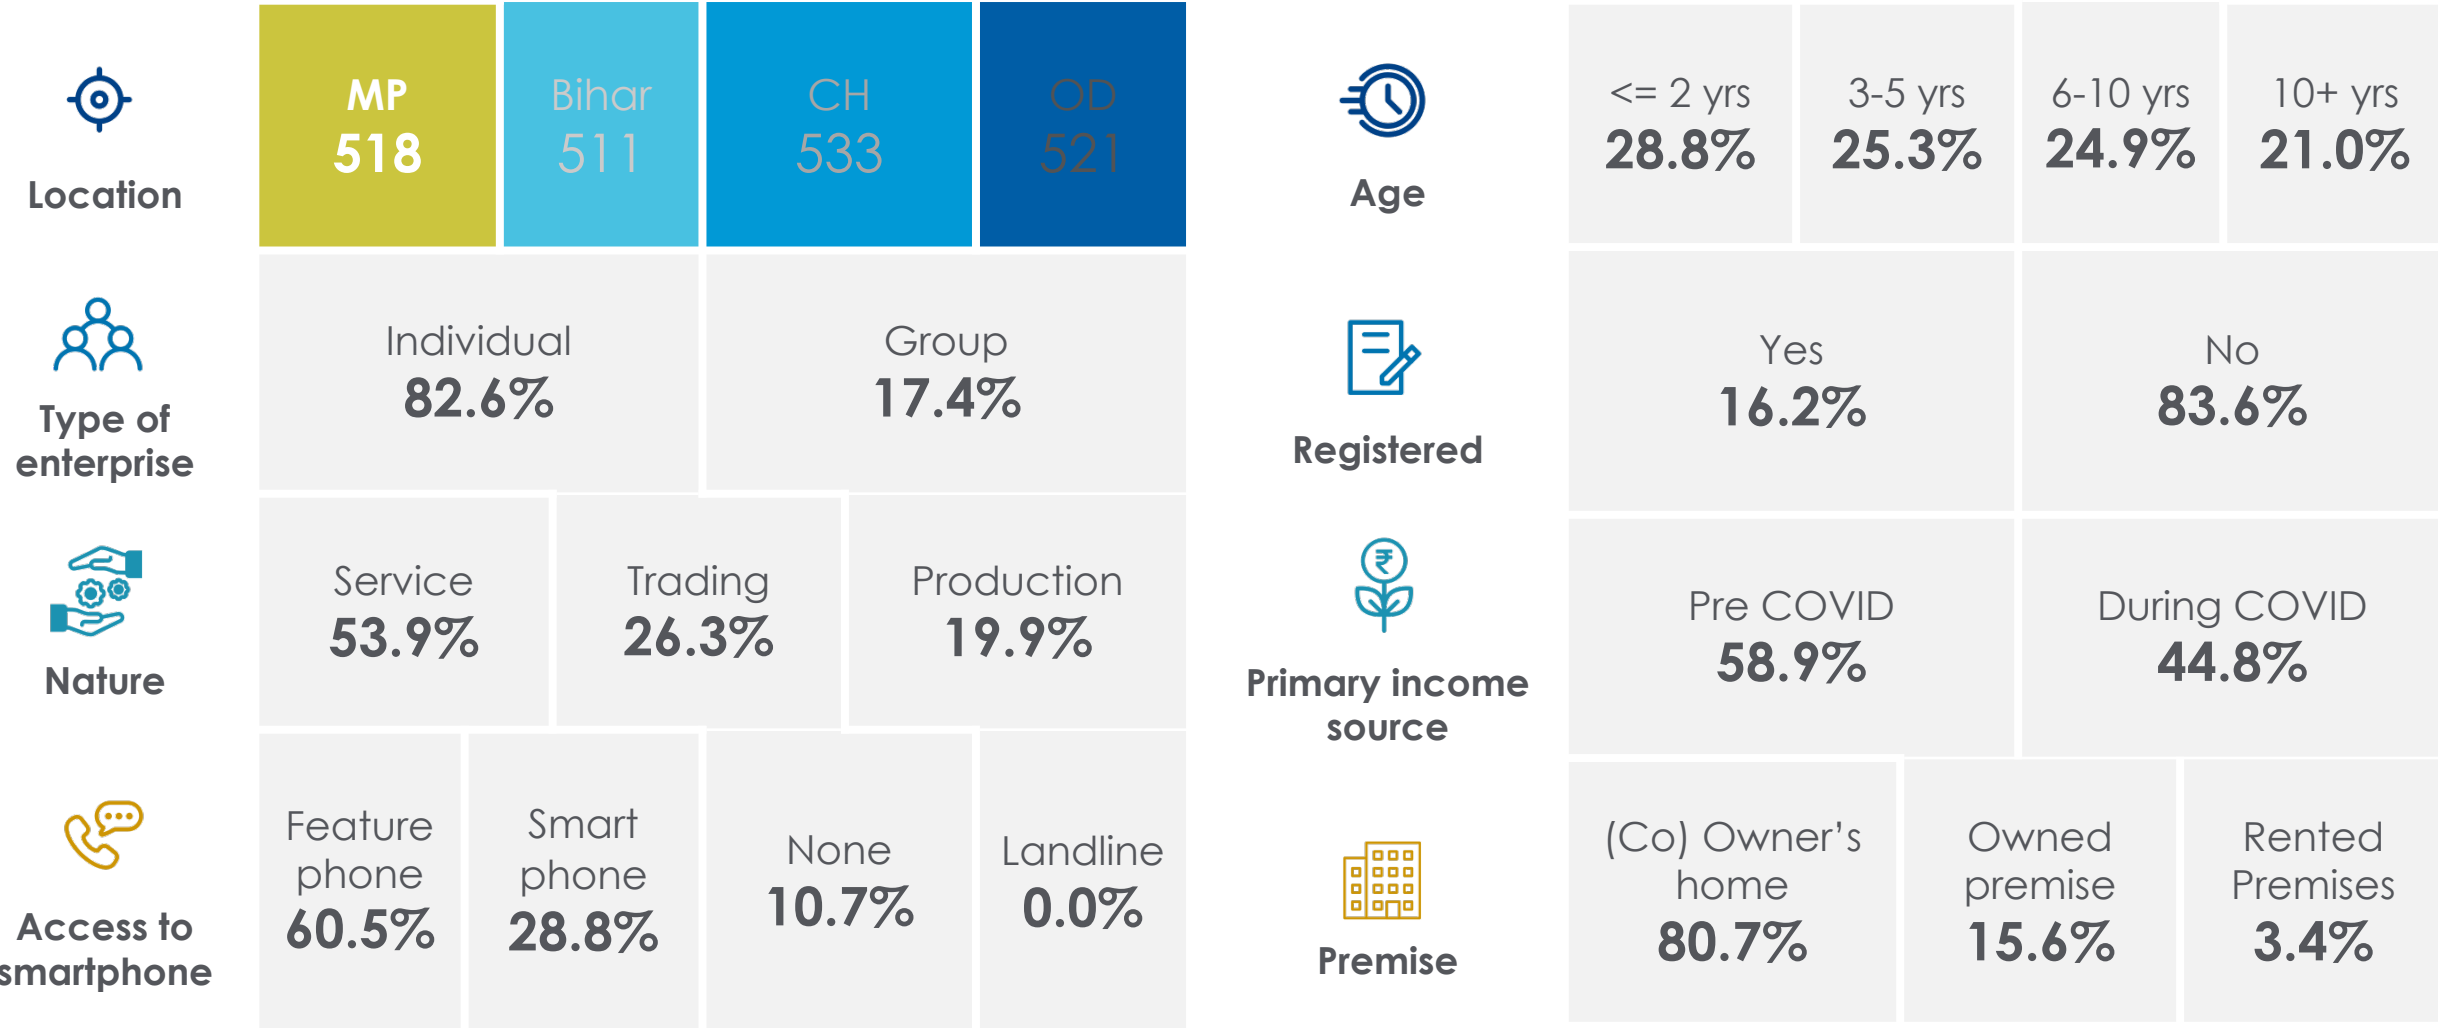 Location
MP
518
Bihar
511
CH
533
OD
521
Type of
enterprise
Individual
82.6%
Group
17.4%
Nature
Service
53.9%
Trading
26.3%
Production
19.9%
Access to
smartphone
Feature
phone
60.5%
Smart
phone
28.8%
None
10.7%
Landline
0.0%
Age
<= 2 yrs
28.8%
3-5 yrs
25.3%
6-10 yrs
24.9%
10+ yrs
21.0%
Registered
Yes
16.2%
No
83.6%
Primary income
source
Pre COVID
58.9%
During COVID
44.8%
Premise
(Co) Owner’s
home
80.7%
Owned
premise
15.6%
Rented
Premises
3.4%